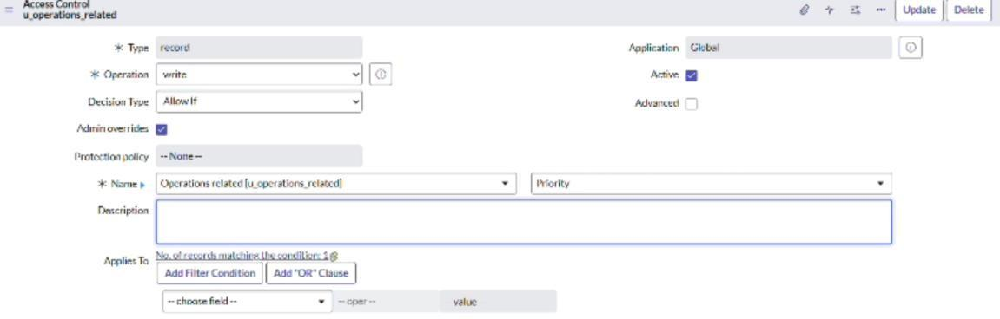 Access Control
u_operations_related
Update
Delete
* Type
record
Application
Global
* Operation
write
Active
Decision Type
Allow If
Advanced
Admin overrides
Protection policy
-- None --
* Name
Operations related [u_operations_related]
Priority
Description
Applies To
No. of records matching the condition: 1
Add Filter Condition
Add "OR" Clause
-- choose field --
-- oper --
value